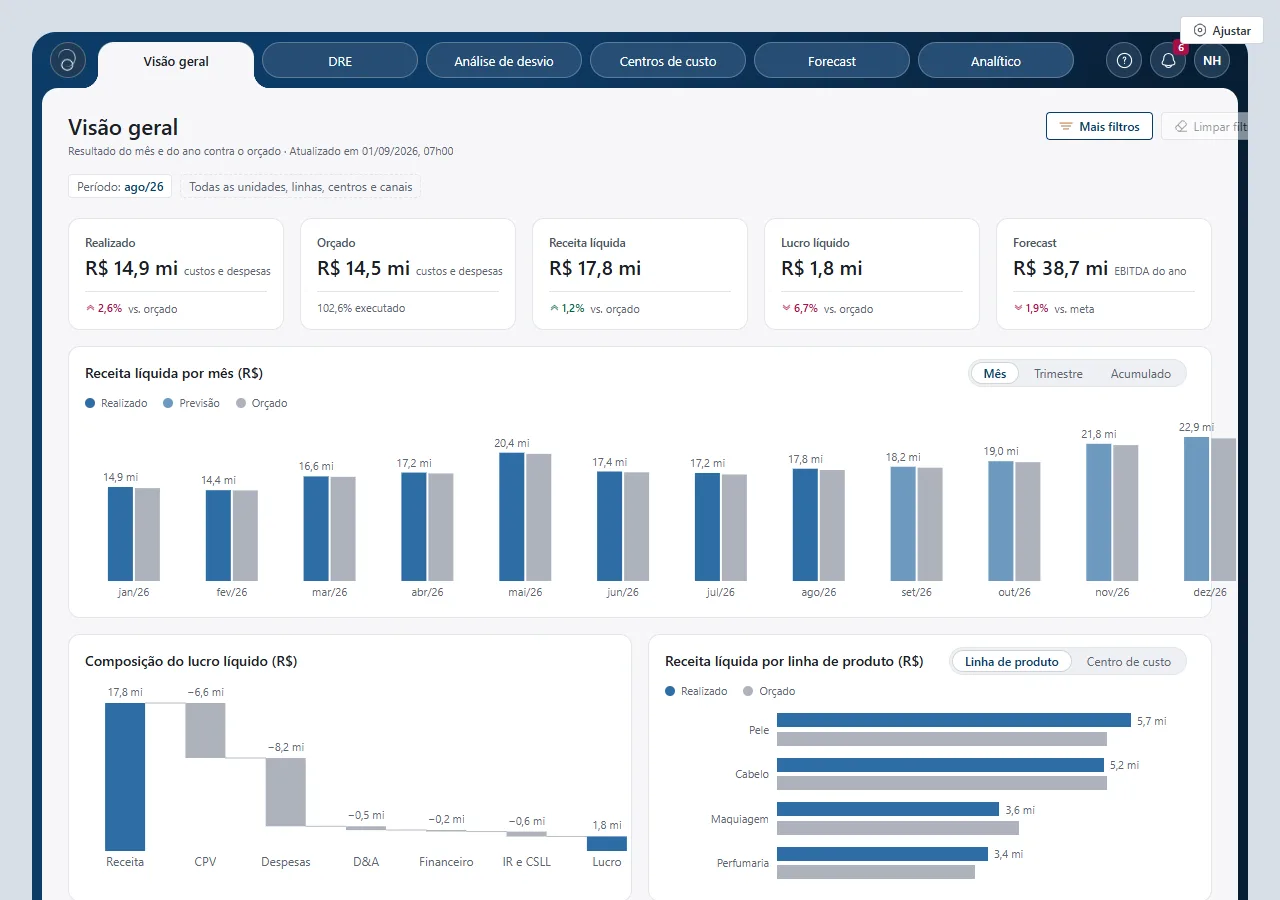 Ajustar
Visão geral
DRE
Análise de desvio
Centros de custo
Forecast
Analítico
?
6
NH
Visão geral
Mais filtros
Limpar filt
Resultado do mês e do ano contra o orçado · Atualizado em 01/09/2026, 07h00
Período: ago/26
Todas as unidades, linhas, centros e canais
Realizado
R$ 14,9 mi custos e despesas
2,6% vs. orçado
Orçado
R$ 14,5 mi custos e despesas
102,6% executado
Receita líquida
R$ 17,8 mi
1,2% vs. orçado
Lucro líquido
R$ 1,8 mi
6,7% vs. orçado
Forecast
R$ 38,7 mi EBITDA do ano
1,9% vs. meta
Receita líquida por mês (R$)
Mês Trimestre Acumulado
Realizado Previsão Orçado
14,9 mi 14,4 mi 16,6 mi 17,2 mi 20,4 mi 17,4 mi 17,2 mi 17,8 mi 18,2 mi 19,0 mi 21,8 mi 22,9 mi
jan/26 fev/26 mar/26 abr/26 mai/26 jun/26 jul/26 ago/26 set/26 out/26 nov/26 dez/26
Composição do lucro líquido (R$)
17,8 mi −6,6 mi −8,2 mi −0,5 mi −0,2 mi −0,6 mi 1,8 mi
Receita CPV Despesas D&A Financeiro IR e CSLL Lucro
Receita líquida por linha de produto (R$)
Linha de produto Centro de custo
Realizado Orçado
Pele 5,7 mi
Cabelo 5,2 mi
Maquiagem 3,6 mi
Perfumaria 3,4 mi